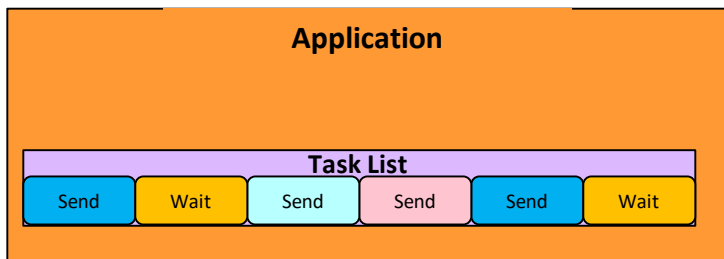 Application
Task List
Send Wait Send Send Send Wait